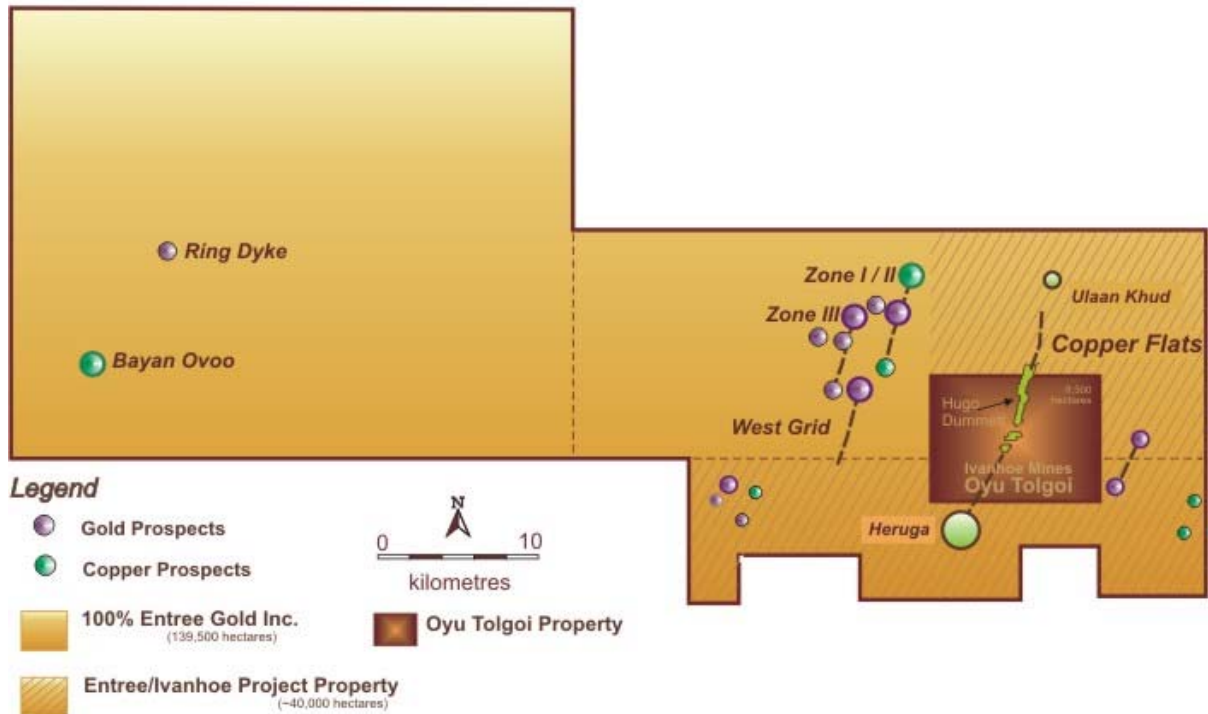 Ring Dyke
Bayan Ovoo
Zone I / II
Zone III
West Grid
Ulaan Khud
Copper Flats
8,500
hectares
Hugo
Dummett
Ivanhoe Mines
Oyu Tolgoi
Heruga
Legend
Gold Prospects
Copper Prospects
N
0 10
kilometres
100% Entree Gold Inc.
(139,500 hectares)
Oyu Tolgoi Property
Entree/Ivanhoe Project Property
(~40,000 hectares)